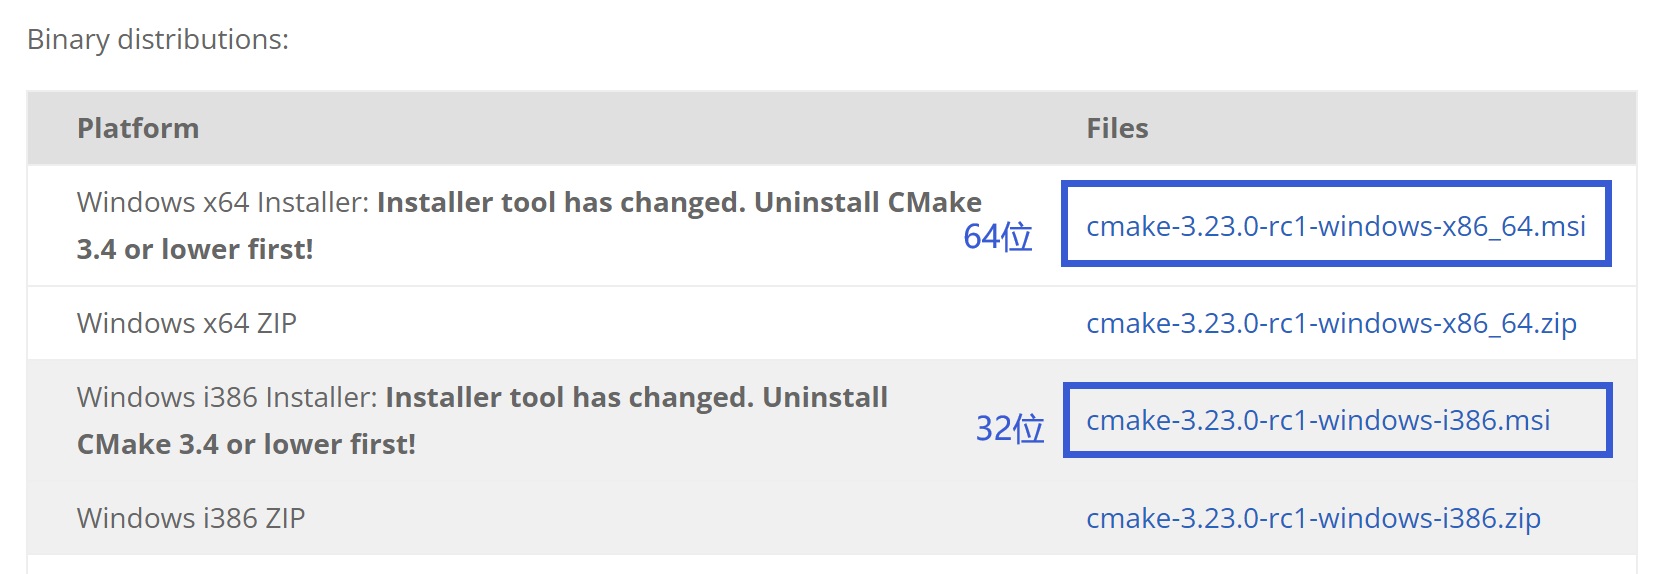 Binary distributions:
Platform Files
Windows x64 Installer: Installer tool has changed. Uninstall CMake
3.4 or lower first!
64位
cmake-3.23.0-rc1-windows-x86_64.msi
Windows x64 ZIP cmake-3.23.0-rc1-windows-x86_64.zip
Windows i386 Installer: Installer tool has changed. Uninstall
CMake 3.4 or lower first!
32位
cmake-3.23.0-rc1-windows-i386.msi
Windows i386 ZIP cmake-3.23.0-rc1-windows-i386.zip